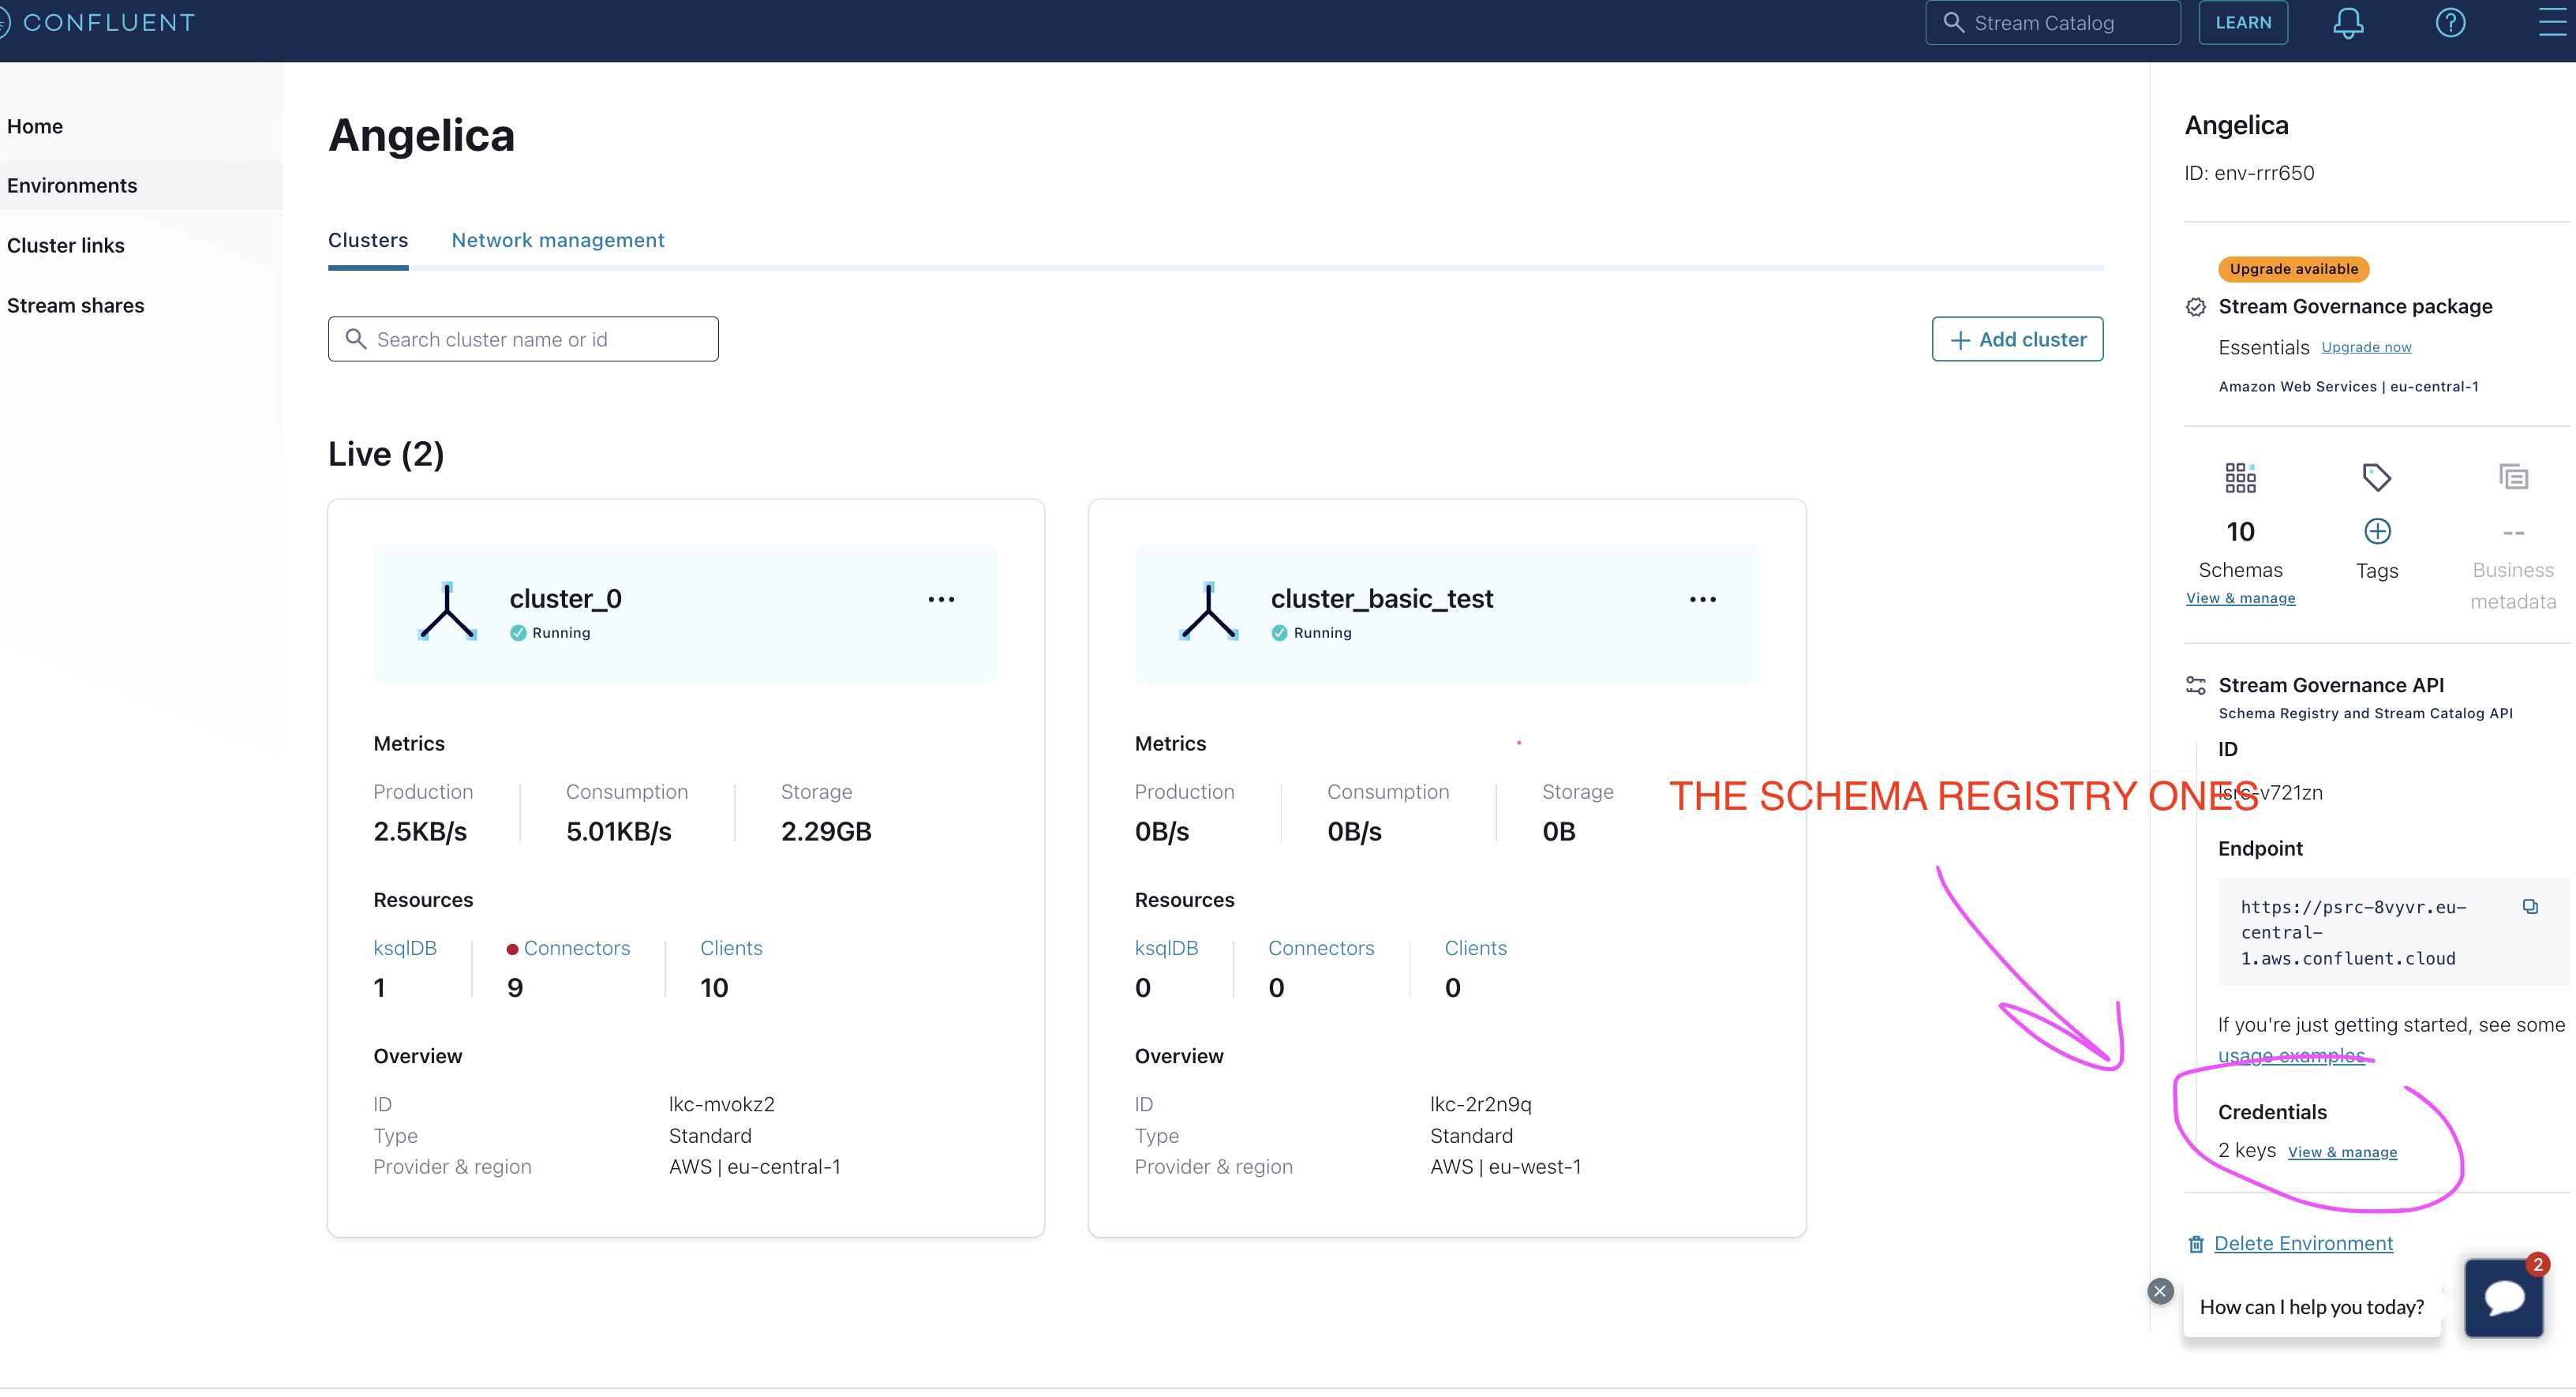 CONFLUENT
Stream Catalog
LEARN
Home
Environments
Cluster links
Stream shares
Angelica
Clusters
Network management
Search cluster name or id
Add cluster
Live (2)
cluster_0
Running
Metrics
Production
Consumption
Storage
2.5KB/s
5.01KB/s
2.29GB
Resources
ksqlDB
Connectors
Clients
1
9
10
Overview
ID
lkc-mvokz2
Type
Standard
Provider & region
AWS | eu-central-1
cluster_basic_test
Running
Metrics
Production
Consumption
Storage
0B/s
0B/s
0B
Resources
ksqlDB
Connectors
Clients
0
0
0
Overview
ID
lkc-2r2n9q
Type
Standard
Provider & region
AWS | eu-west-1
THE SCHEMA REGISTRY ONES
Angelica
ID: env-rrr650
Upgrade available
Stream Governance package
Essentials Upgrade now
Amazon Web Services | eu-central-1
10
--
Schemas
Tags
Business
metadata
View & manage
Stream Governance API
Schema Registry and Stream Catalog API
ID
lsrc-v721zn
Endpoint
https://psrc-8vyvr.eu-
central-
1.aws.confluent.cloud
If you're just getting started, see some
usage examples
Credentials
2 keys View & manage
Delete Environment
How can I help you today?
2